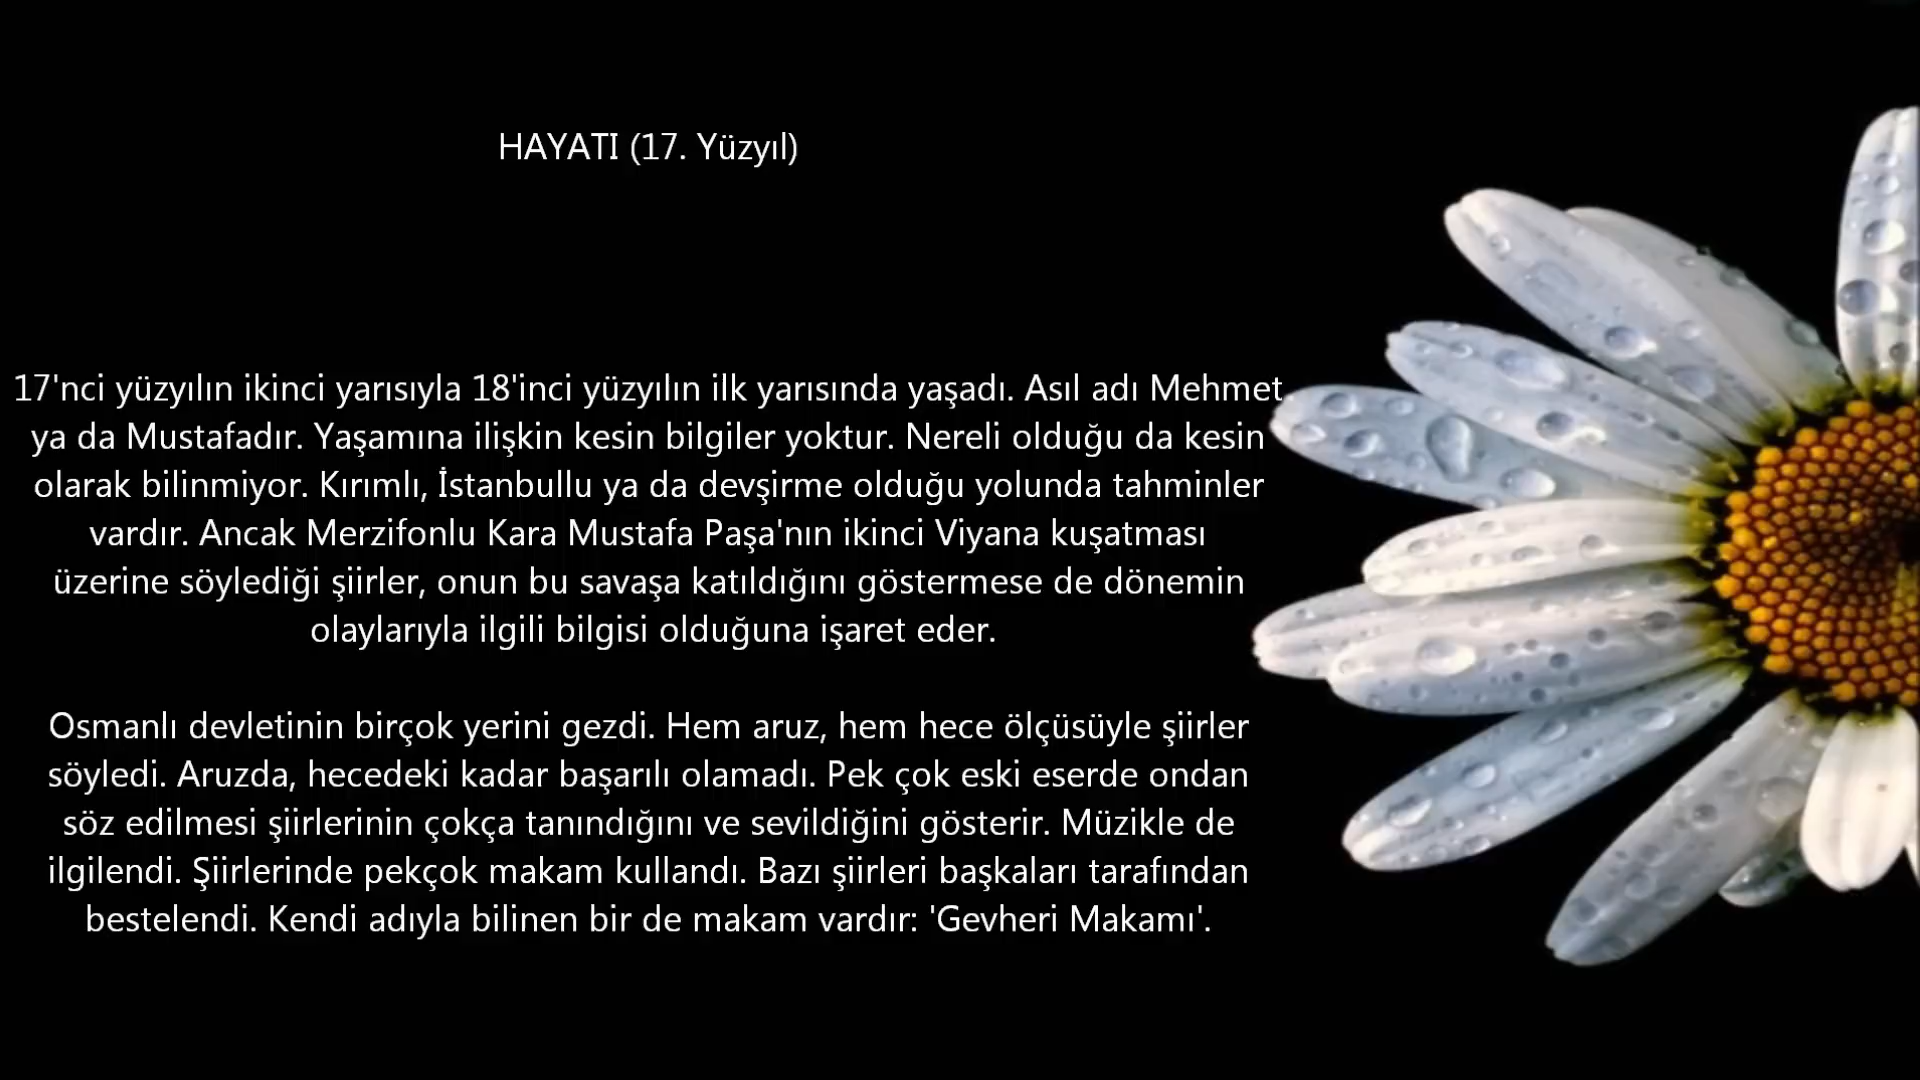 HAYATI (17. Yüzyıl)
17'nci yüzyılın ikinci yarısıyla 18'inci yüzyılın ilk yarısında yaşadı. Asıl adı Mehmet.
ya da Mustafadır. Yaşamına ilişkin kesin bilgiler yoktur. Nereli olduğu da kesin
olarak bilinmiyor. Kırımlı, İstanbullu ya da devşirme olduğu yolunda tahminler
vardır. Ancak Merzifonlu Kara Mustafa Paşa'nın ikinci Viyana kuşatması
üzerine söylediği şiirler, onun bu savaşa katıldığını göstermese de dönemin
olaylarıyla ilgili bilgisi olduğuna işaret eder.
Osmanlı devletinin birçok yerini gezdi. Hem aruz, hem hece ölçüsüyle şiirler
söyledi. Aruzda, hecedeki kadar başarılı olamadı. Pek çok eski eserde ondan
söz edilmesi şiirlerinin çokça tanındığını ve sevildiğini gösterir. Müzikle de
ilgilendi. Şiirlerinde pekçok makam kullandı. Bazı şiirleri başkaları tarafından
bestelendi. Kendi adıyla bilinen bir de makam vardır: 'Gevheri Makamı'.